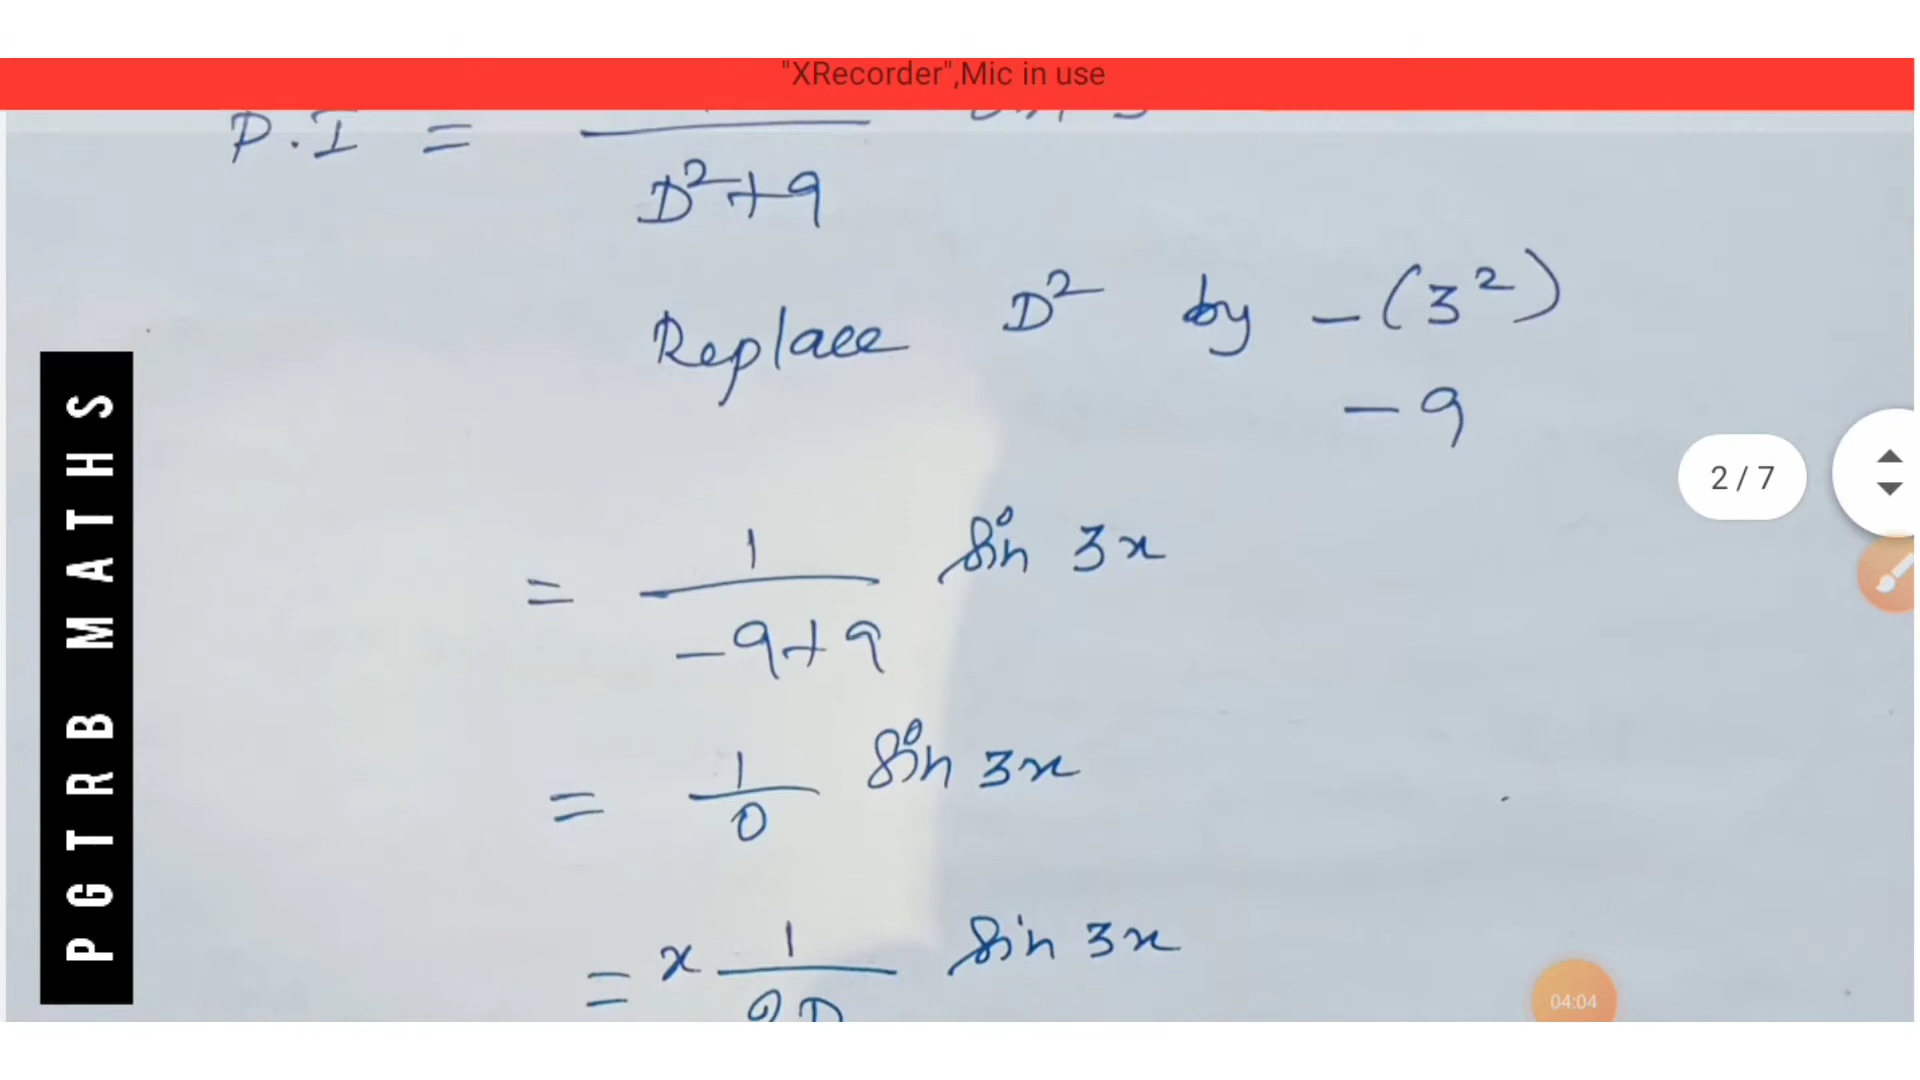 "XRecorder",Mic in use
P.I =
D²+9
Replace D² by -(3²)
-9
= 1/(-9+9) sin 3x
= 1/0 sin 3x
= x 1/2D sin 3x
2 / 7
04:04
PGTRB MATHS